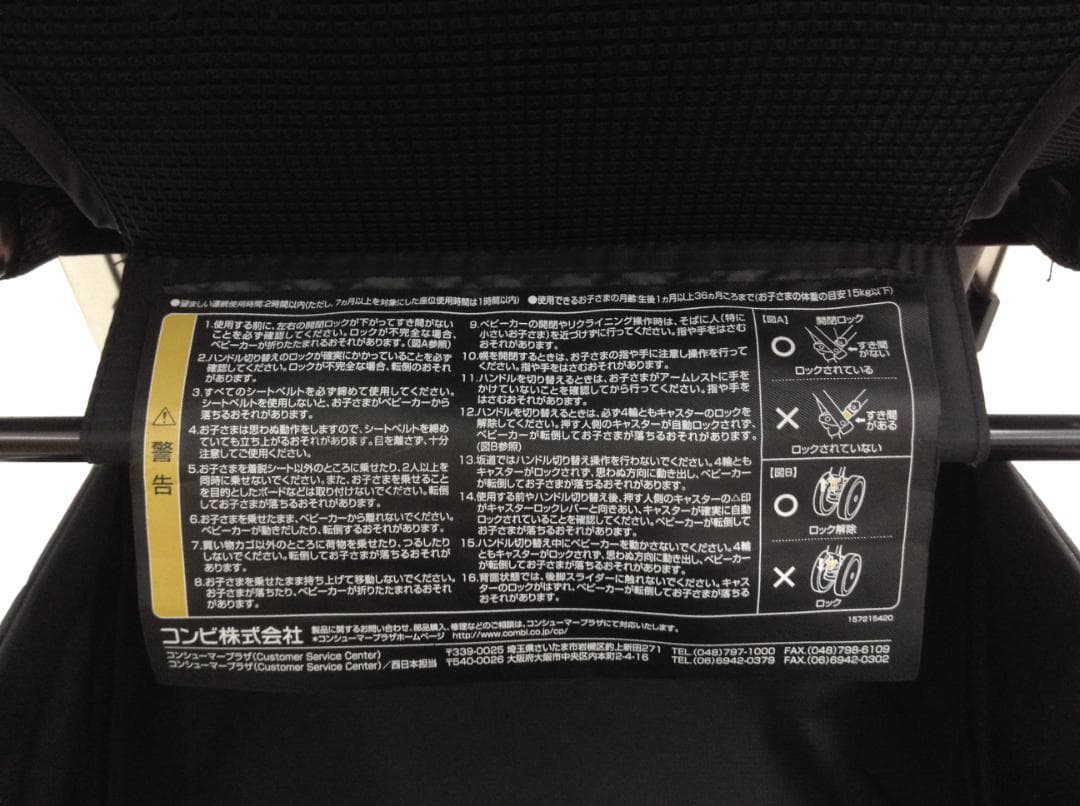 ●望ましい連続使用時間:2時間以内(ただし、7ヵ月以上を対象にした座位使用時間は1時間以内) ●使用できるお子さまの月齢:生後1ヵ月以上36ヵ月ころまで(お子さまの体重の目安15kg以下)
警告
1.使用する前に、左右の開閉ロックが下がってすき間がない
ことを必ず確認してください。ロックが不完全な場合、
ベビーカーが折りたたまれるおそれがあります。(図A参照)
2.ハンドル切り替えのロックが確実にかかっていることを必ず
確認してください。ロックが不完全な場合、転倒のおそれが
あります。
3.すべてのシートベルトを必ず締めて使用してください。
シートベルトを使用しないと、お子さまがベビーカーから
落ちるおそれがあります。
4.お子さまは思わぬ動作をしますので、シートベルトを締め
ていても立ち上がるおそれがあります。目を離さず、十分
注意してご使用ください。
5.お子さまを着脱シート以外のところに乗せたり、2人以上を
同時に乗せないでください。また、お子さまを乗せること
を目的としたボードなどは取り付けないでください。転倒
してお子さまが落ちるおそれがあります。
6.お子さまを乗せたまま、ベビーカーから離れないでください。
ベビーカーが動きだしたり、転倒するおそれがあります。
7.買い物カゴ以外のところに荷物を乗せたり、つるしたり
しないでください。転倒してお子さまが落ちるおそれが
あります。
8.お子さまを乗せたまま持ち上げて移動しないでください。
お子さまが落ちたり、ベビーカーが折りたたまれるおそれ
があります。
9.ベビーカーの開閉やリクライニング操作時は、そばに人(特に
小さいお子さま)を近づけずに行ってください。指や手をはさむ
おそれがあります。
10.幌を開閉するときは、お子さまの指や手に注意し操作を行って
ください。指や手をはさむおそれがあります。
11.ハンドルを切り替えるときは、お子さまがアームレストに手を
かけていないことを確認してから行ってください。指や手を
はさむおそれがあります。
12.ハンドルを切り替えるときは、必ず4輪ともキャスターのロックを
解除してください。押す人側のキャスターが自動ロックされず、
ベビーカーが転倒してお子さまが落ちるおそれがあります。
(図B参照)
13.坂道ではハンドル切り替え操作を行わないでください。4輪とも
キャスターがロックされず、思わぬ方向に動き出し、ベビーカー
が転倒してお子さまが落ちるおそれがあります。
14.使用する前やハンドル切り替え後、押す人側のキャスターの△印
がキャスターロックレバーと向きあい、キャスターが確実に自動
ロックされていることを確認してください。ベビーカーが転倒して
お子さまが落ちるおそれがあります。
15.ハンドル切り替え中にベビーカーを動かさないでください。4輪
ともキャスターがロックされず、思わぬ方向に動き出し、ベビーカー
が転倒してお子さまが落ちるおそれがあります。
16.背面状態では、後脚スライダーに触れないでください。キャス
ターのロックがはずれ、ベビーカーが転倒してお子さまが落ちる
おそれがあります。
【図A】 開閉ロック
すき間
がない
ロックされている
すき間
がある
ロックされていない
【図B】
ロック解除
ロック
157215420
コンビ株式会社 製品に関するお問い合わせ、部品購入、修理などのご相談は、コンシューマープラザにて対応いたします。
*コンシューマープラザホームページ http://www.combi.co.jp/cp/
コンシューマープラザ(Customer Service Center) 〒339-0025 埼玉県さいたま市岩槻区釣上新田271 TEL.(048)797-1000 FAX.(048)798-6109
コンシューマープラザ(Customer Service Center)/西日本担当 〒540-0026 大阪府大阪市中央区内本町2-4-16 TEL.(06)6942-0379 FAX.(06)6942-0302